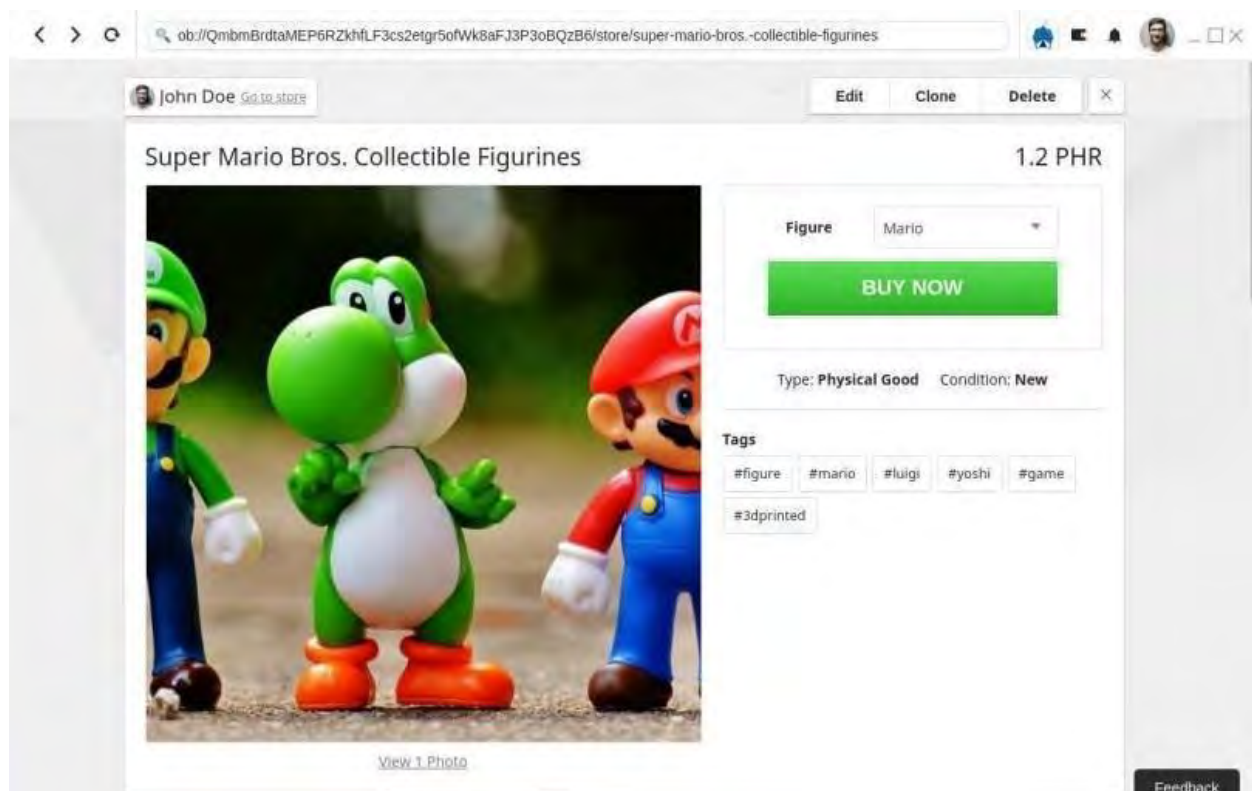 ob://QmbmBrdtaMEP6RZkhfLF3cs2etgr5ofWk8aFJ3P3oBQzB6/store/super-mario-bros.-collectible-figurines
John Doe Go to store
Edit Clone Delete
Super Mario Bros. Collectible Figurines
1.2 PHR
Figure Mario
BUY NOW
Type: Physical Good Condition: New
Tags
#figure #mario #luigi #yoshi #game
#3dprinted
View 1 Photo
Feedback